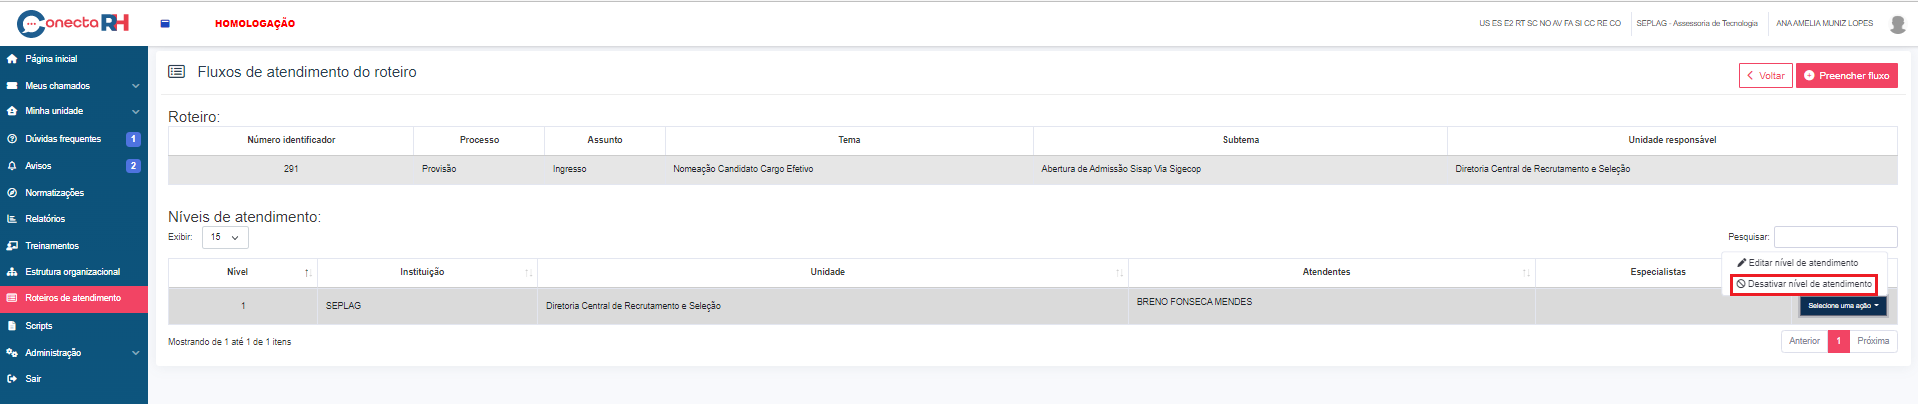 Conecta RH
HOMOLOGAÇÃO
US ES E2 RT SC NO AV FA SI CC RE CO
SEPLAG - Assessoria de Tecnologia
ANA AMELIA MUNIZ LOPES
Página inicial
Meus chamados
Minha unidade
Dúvidas frequentes 1
Avisos 2
Normatizações
Relatórios
Treinamentos
Estrutura organizacional
Roteiros de atendimento
Scripts
Administração
Sair
Fluxos de atendimento do roteiro
Voltar
Preencher fluxo
Roteiro:
Número identificador Processo Assunto Tema Subtema Unidade responsável
291 Provisão Ingresso Nomeação Candidato Cargo Efetivo Abertura de Admissão Sisap Via Sigecop Diretoria Central de Recrutamento e Seleção
Níveis de atendimento:
Exibir: 15
Pesquisar:
Editar nível de atendimento
Desativar nível de atendimento
Nível Instituição Unidade Atendentes Especialistas
1 SEPLAG Diretoria Central de Recrutamento e Seleção BRENO FONSECA MENDES Selecione uma ação
Mostrando de 1 até 1 de 1 itens
Anterior 1 Próxima